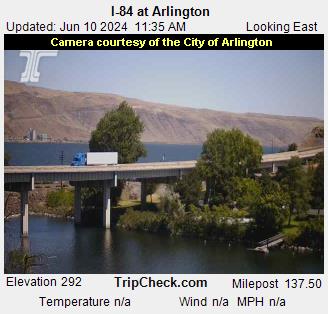 I-84 at Arlington
Updated: Jun 10 2024 11:35 AM Looking East
Camera courtesy of the City of Arlington
Elevation 292 TripCheck.com Milepost 137.50
Temperature n/a Wind n/a MPH n/a